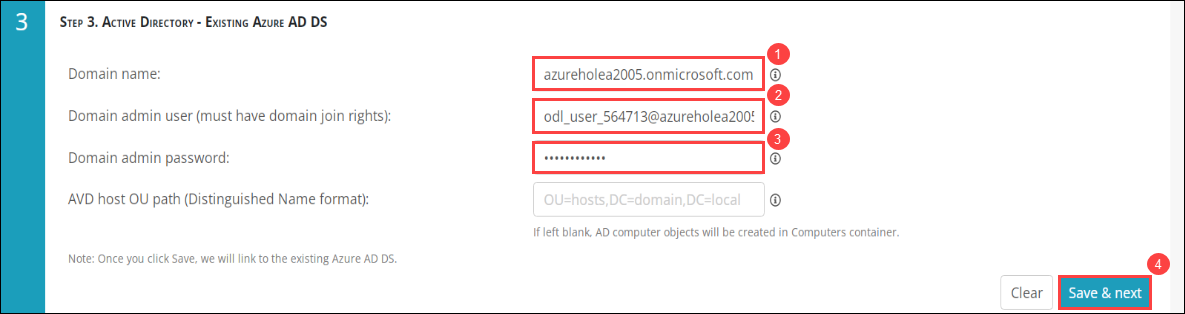 3
STEP 3. ACTIVE DIRECTORY - EXISTING AZURE AD DS
1
Domain name: azureholea2005.onmicrosoft.com
2
Domain admin user (must have domain join rights): odl_user_564713@azureholea2005
3
Domain admin password: ••••••••••••
AVD host OU path (Distinguished Name format): OU=hosts,DC=domain,DC=local
If left blank, AD computer objects will be created in Computers container.
Note: Once you click Save, we will link to the existing Azure AD DS.
4
Clear Save & next